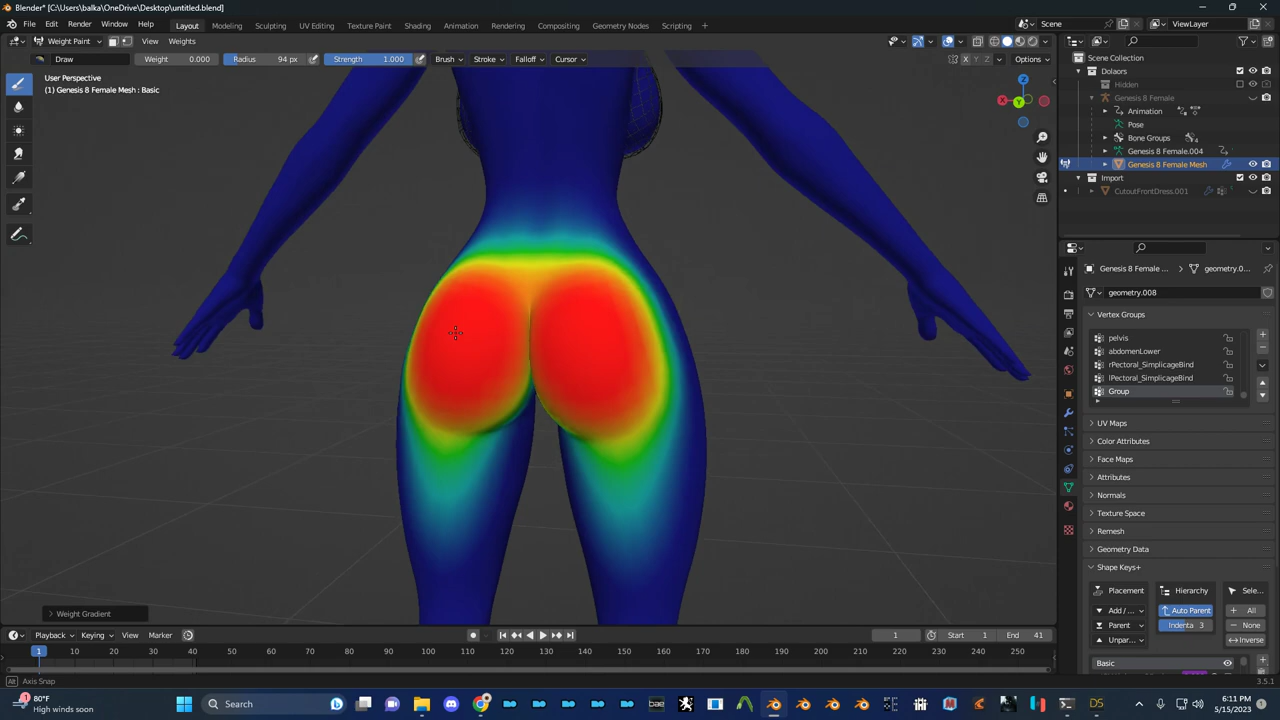 Blender* [C:\Users\balka\OneDrive\Desktop\untitled.blend]
File Edit Render Window Help Layout Modeling Sculpting UV Editing Texture Paint Shading Animation Rendering Compositing Geometry Nodes Scripting + Scene ViewLayer
Weight Paint View Weights
Draw Weight 0.000 Radius 94 px Strength 1.000 Brush Stroke Falloff Cursor X Y Z Options
User Perspective
(1) Genesis 8 Female Mesh : Basic
X Y Z
Scene Collection
Dolaors
Hidden
Genesis 8 Female
Animation
Pose
Bone Groups
Genesis 8 Female.004
Genesis 8 Female Mesh
Import
CutoutFrontDress.001
Genesis 8 Female ... geometry.0...
geometry.008
Vertex Groups
pelvis
abdomenLower
rPectoral_SimplicageBind
lPectoral_SimplicageBind
Group
UV Maps
Color Attributes
Face Maps
Attributes
Normals
Texture Space
Remesh
Geometry Data
Shape Keys+
Placement Hierarchy Sele...
Add / ... Auto Parent All
Parent Indenta 3 None
Unpar... Inverse
Basic
Weight Gradient
Playback Keying View Marker 1 Start 1 End 41
1 10 20 30 40 50 60 70 80 90 100 110 120 130 140 150 160 170 180 190 200 210 220 230 240 250
Alt Axis Snap 3.5.1
1 80°F
High winds soon
Search
bae
DS
6:11 PM
5/15/2023